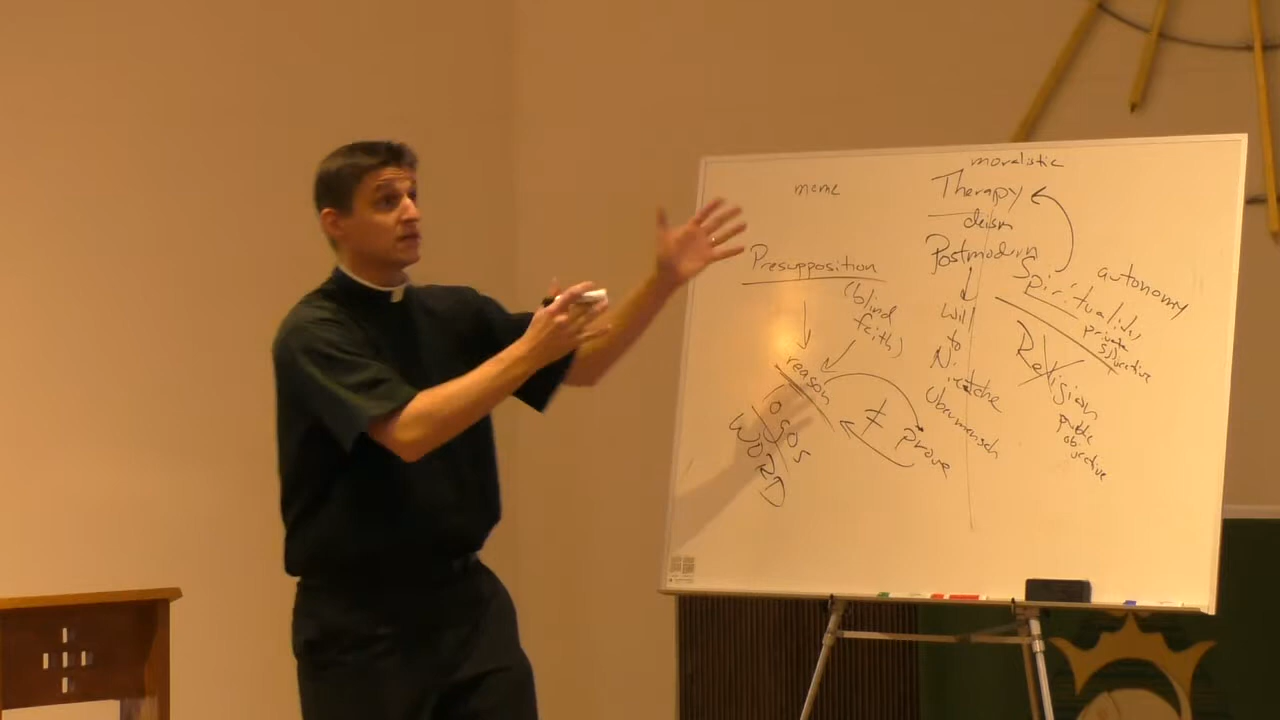 meme
Presupposition
(blind
faith)
reason
logos
WORD
≠
prove
moralistic
Therapy
deism
Postmodern
will
to
Nietzche
Ubermensch
autonomy
Spirituality
private
subjective
Religion
public
objective